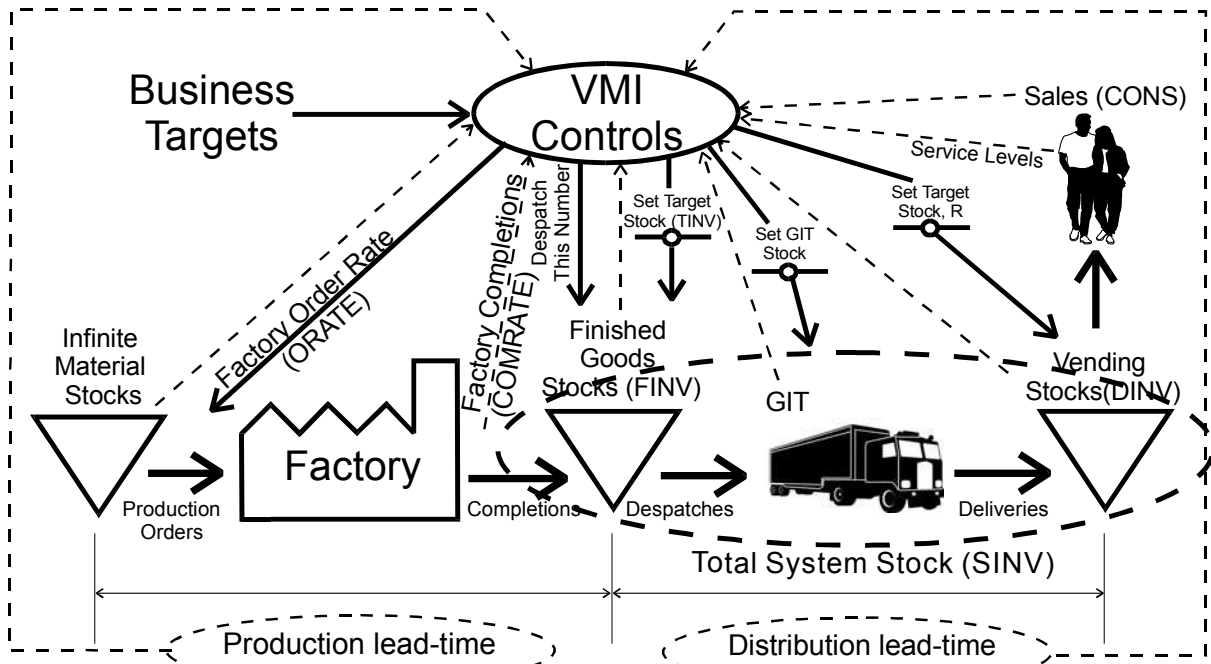 Business
Targets
VMI
Controls
Sales (CONS)
Service Levels
Set Target
Stock, R
Set Target
Stock (TINV)
Set GIT
Stock
Despatch
This Number
Factory Completions
(COMRATE)
Factory Order Rate
(ORATE)
Infinite
Material
Stocks
Finished
Goods
Stocks (FINV)
GIT
Vending
Stocks(DINV)
Factory
Production
Orders
Completions
Despatches
Deliveries
Total System Stock (SINV)
Production lead-time
Distribution lead-time